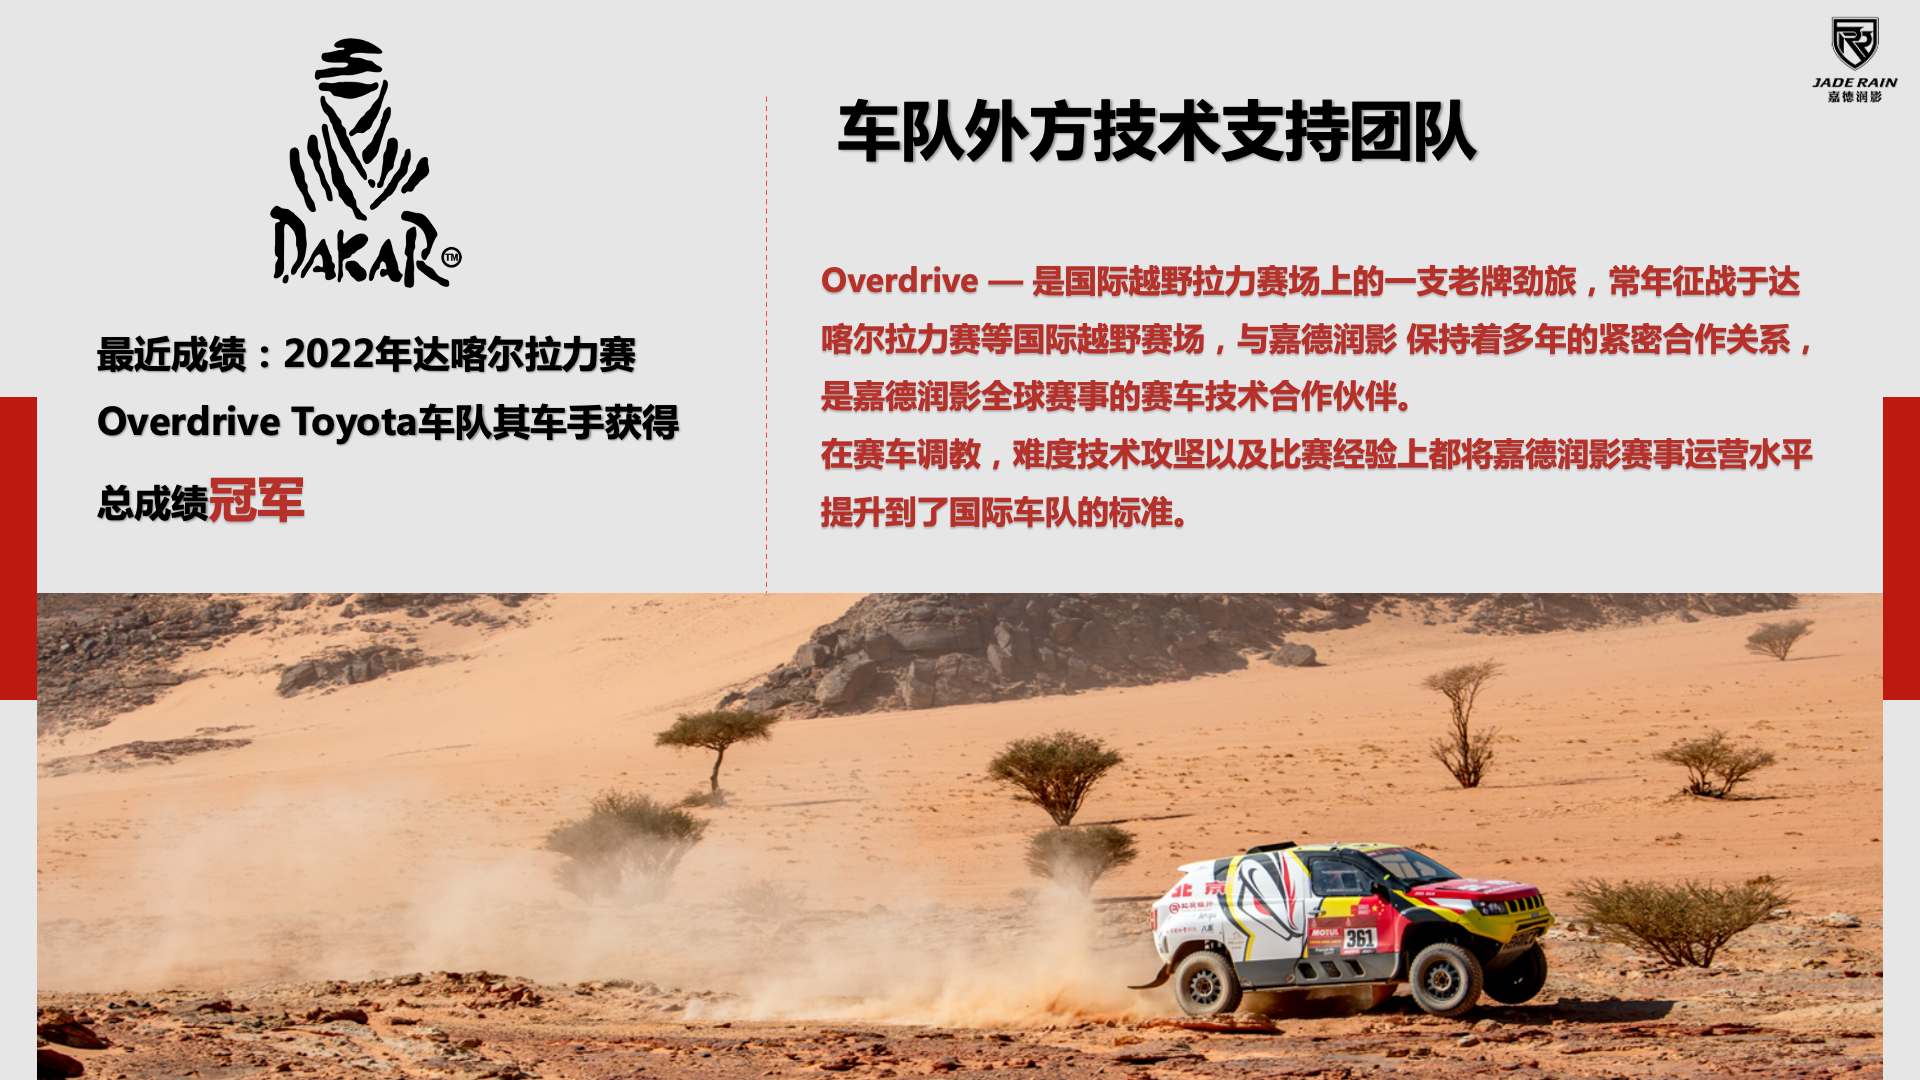 JADE RAIN
嘉德润影
DAKAR
TM
车队外方技术支持团队
最近成绩：2022年达喀尔拉力赛
Overdrive Toyota车队其车手获得
总成绩冠军
Overdrive — 是国际越野拉力赛场上的一支老牌劲旅，常年征战于达
喀尔拉力赛等国际越野赛场，与嘉德润影 保持着多年的紧密合作关系，
是嘉德润影全球赛事的赛车技术合作伙伴。
在赛车调教，难度技术攻坚以及比赛经验上都将嘉德润影赛事运营水平
提升到了国际车队的标准。
北京
MOTUL
361